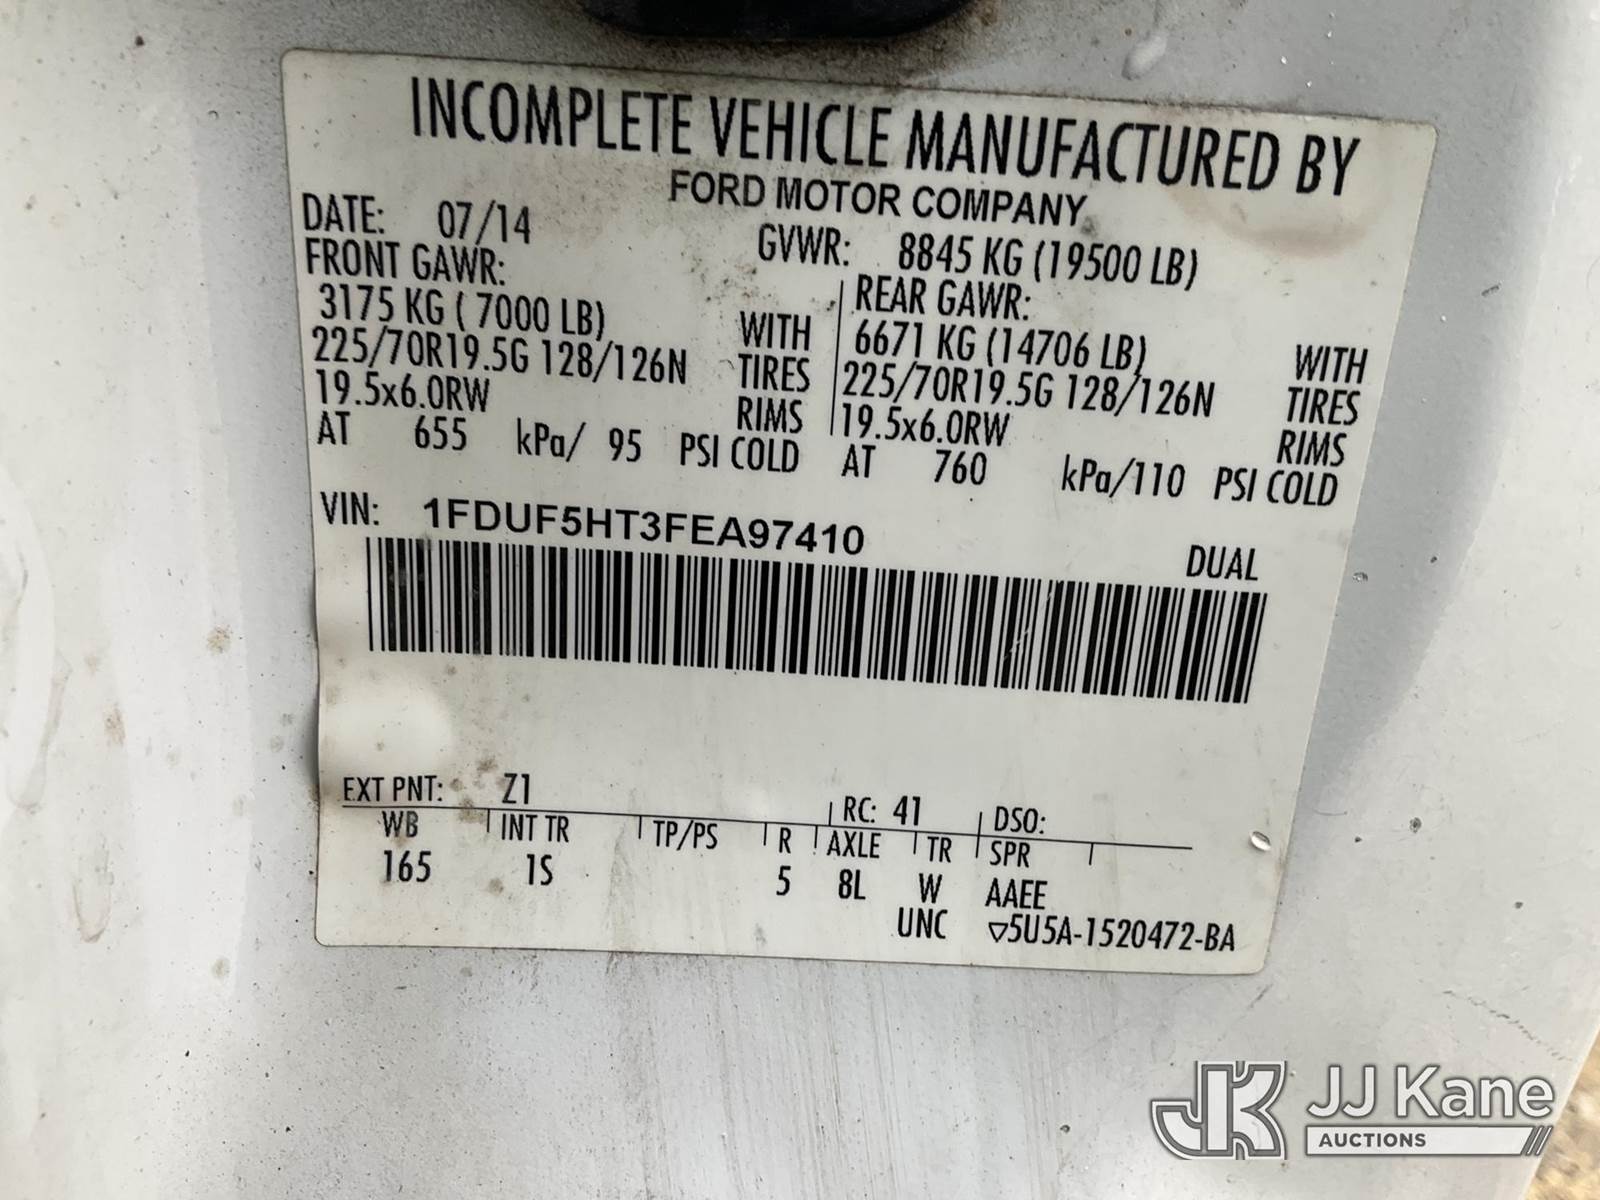 INCOMPLETE VEHICLE MANUFACTURED BY
FORD MOTOR COMPANY
DATE: 07/14 GVWR: 8845 KG (19500 LB)
FRONT GAWR: REAR GAWR:
3175 KG ( 7000 LB) WITH 6671 KG (14706 LB) WITH
225/70R19.5G 128/126N TIRES 225/70R19.5G 128/126N TIRES
19.5x6.0RW RIMS 19.5x6.0RW RIMS
AT 655 kPa/ 95 PSI COLD AT 760 kPa/110 PSI COLD
VIN: 1FDUF5HT3FEA97410
DUAL
EXT PNT: Z1 RC: 41 DSO:
WB INT TR TP/PS R AXLE TR SPR
165 1S 5 8L W AAEE
UNC ▽5U5A-1520472-BA
JK JJ Kane
AUCTIONS